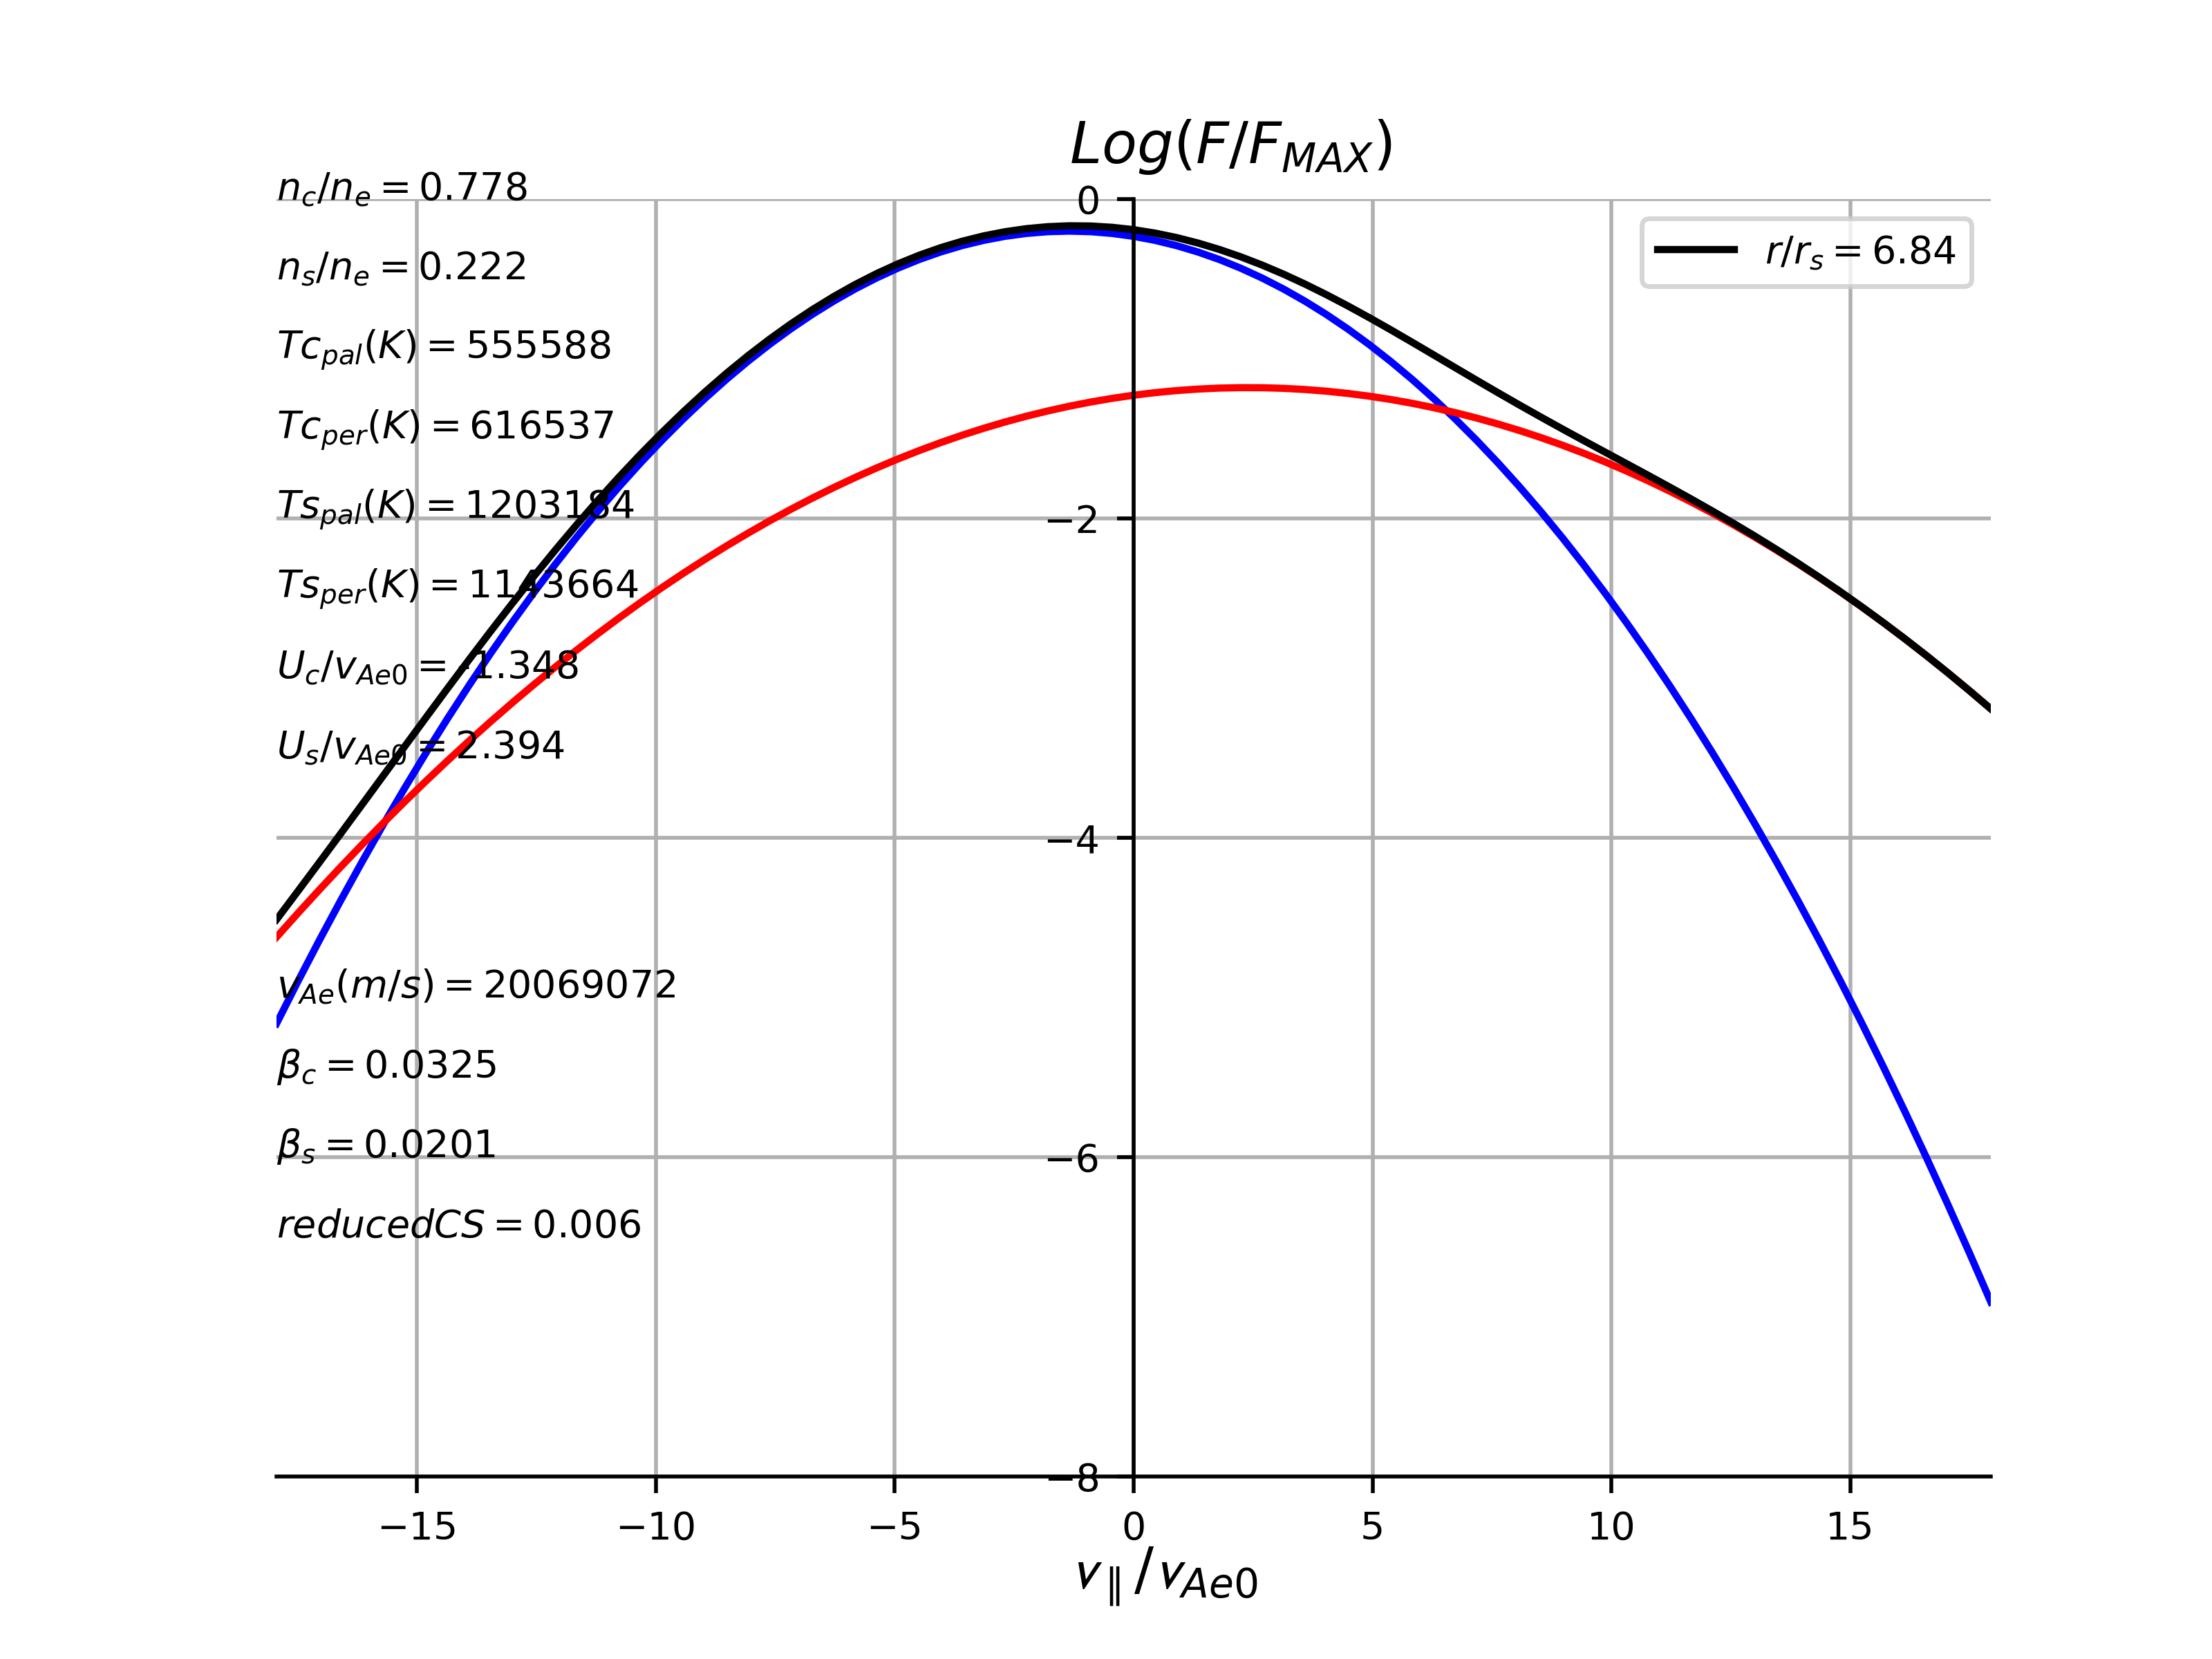 Log(F/F_MAX)
n_c/n_e = 0.778
0
r/r_s = 6.84
n_s/n_e = 0.222
Tc_pal(K) = 555588
Tc_per(K) = 616537
Ts_pal(K) = 1203184
−2
Ts_per(K) = 1143664
U_c/v_Ae0 = -1.348
U_s/v_Ae0 = 2.394
−4
v_Ae(m/s) = 20069072
β_c = 0.0325
β_s = 0.0201
−6
reducedCS = 0.006
−8
−15 −10 −5 0 5 10 15
v_∥/v_Ae0